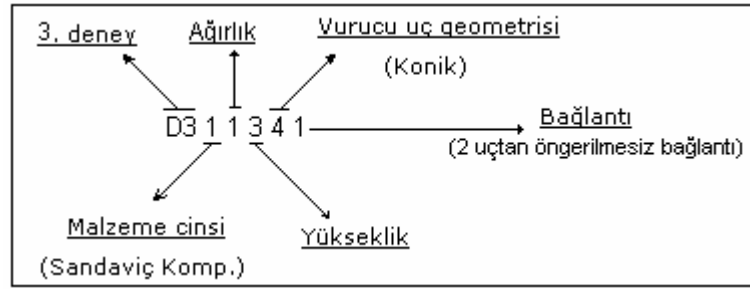 3. deney Ağırlık Vurucu uç geometrisi
(Konik)
D3 1 1 3 4 1
Bağlantı
(2 uçtan öngerilmesiz bağlantı)
Malzeme cinsi
Yükseklik
(Sandaviç Komp.)